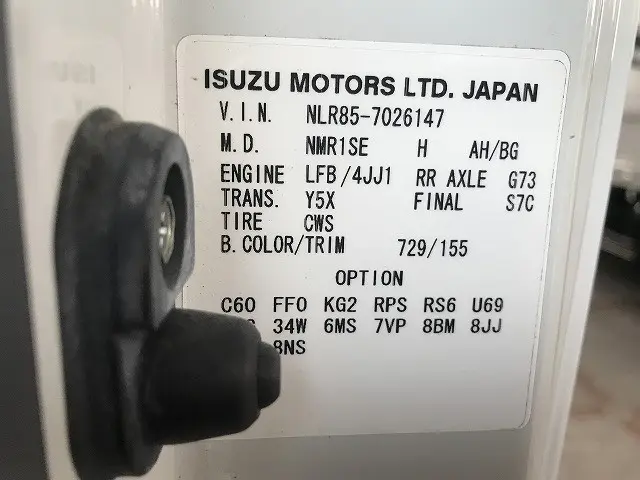 ISUZU MOTORS LTD. JAPAN
V.I.N. NLR85-7026147
M.D. NMR1SE H AH/BG
ENGINE LFB/4JJ1 RR AXLE G73
TRANS. Y5X FINAL S7C
TIRE CWS
B.COLOR/TRIM 729/155
OPTION
C60 FF0 KG2 RPS RS6 U69
34W 6MS 7VP 8BM 8JJ
8NS